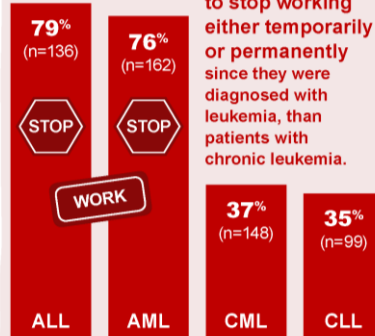 79%
(n=136)
76%
(n=162)
to stop working
either temporarily
or permanently
since they were
diagnosed with
leukemia, than
patients with
chronic leukemia.
STOP
STOP
WORK
37%
(n=148)
35%
(n=99)
ALL
AML
CML
CLL